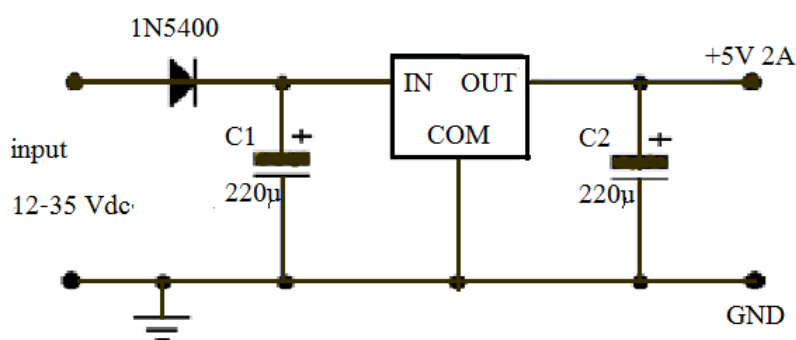 1N5400
+5V 2A
IN OUT
C1 +
COM
C2 +
input
220µ
220µ
12-35 Vdc
GND